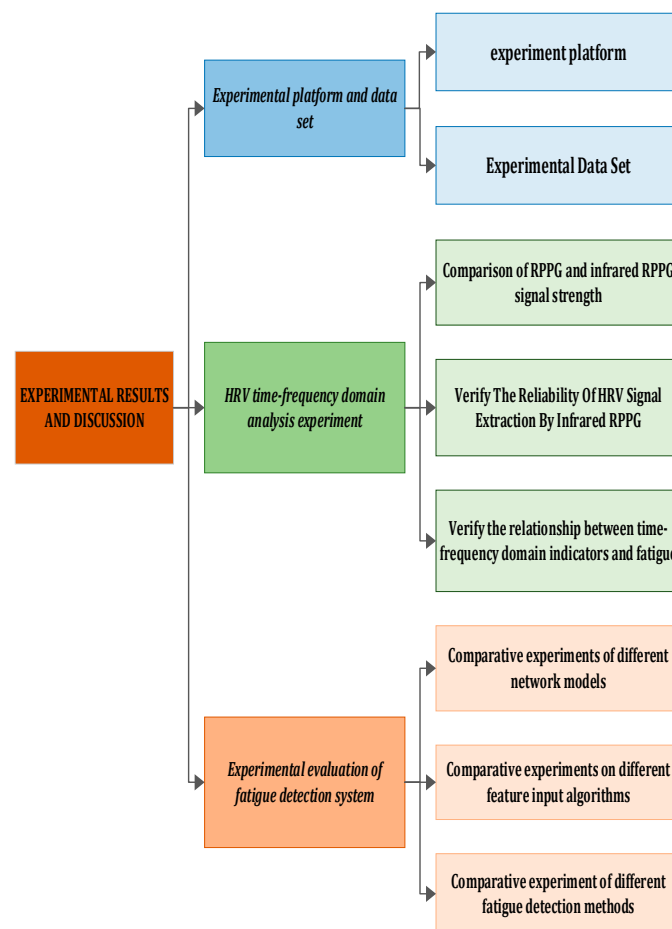 experiment platform
Experimental platform and data
set
Experimental Data Set
Comparison of RPPG and infrared RPPG
signal strength
EXPERIMENTAL RESULTS
AND DISCUSSION
HRV time-frequency domain
analysis experiment
Verify The Reliability Of HRV Signal
Extraction By Infrared RPPG
Verify the relationship between time-
frequency domain indicators and fatigue
Comparative experiments of different
network models
Experimental evaluation of
fatigue detection system
Comparative experiments on different
feature input algorithms
Comparative experiment of different
fatigue detection methods